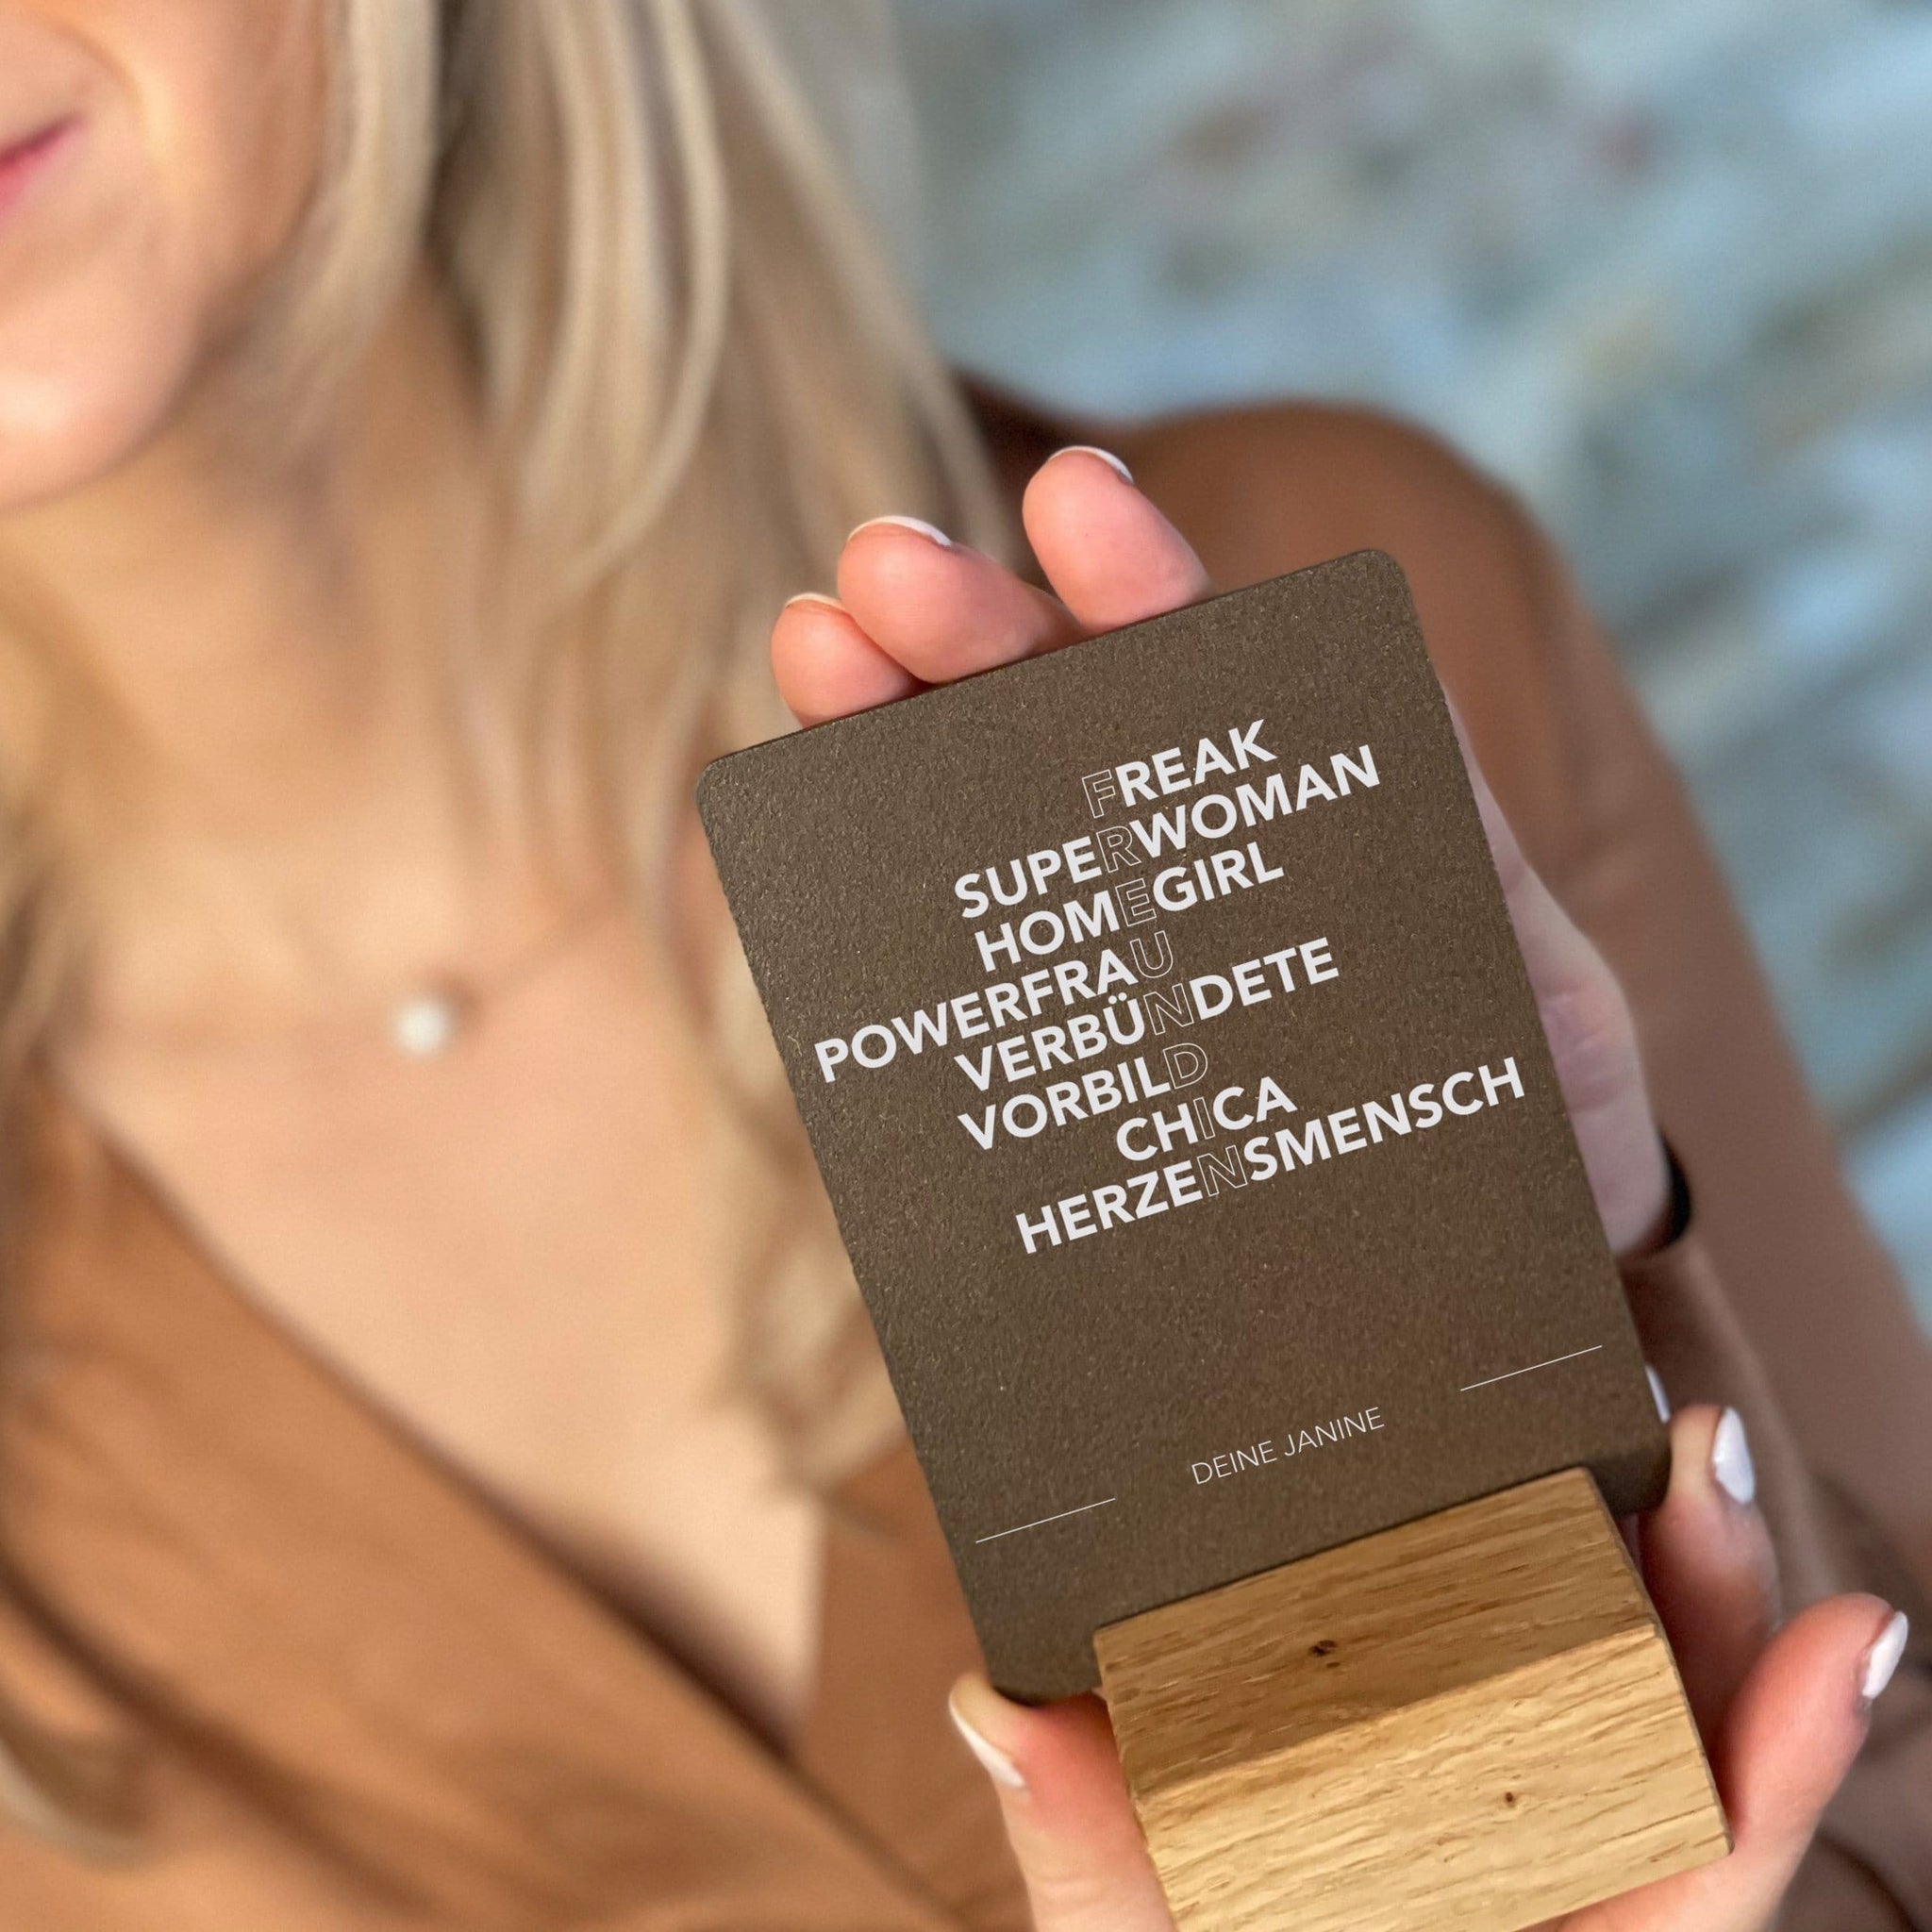 FREAK
SUPERWOMAN
HOMEGIRL
POWERFRAU
VERBÜNDETE
VORBILD
CHICA
HERZENSMENSCH
DEINE JANINE